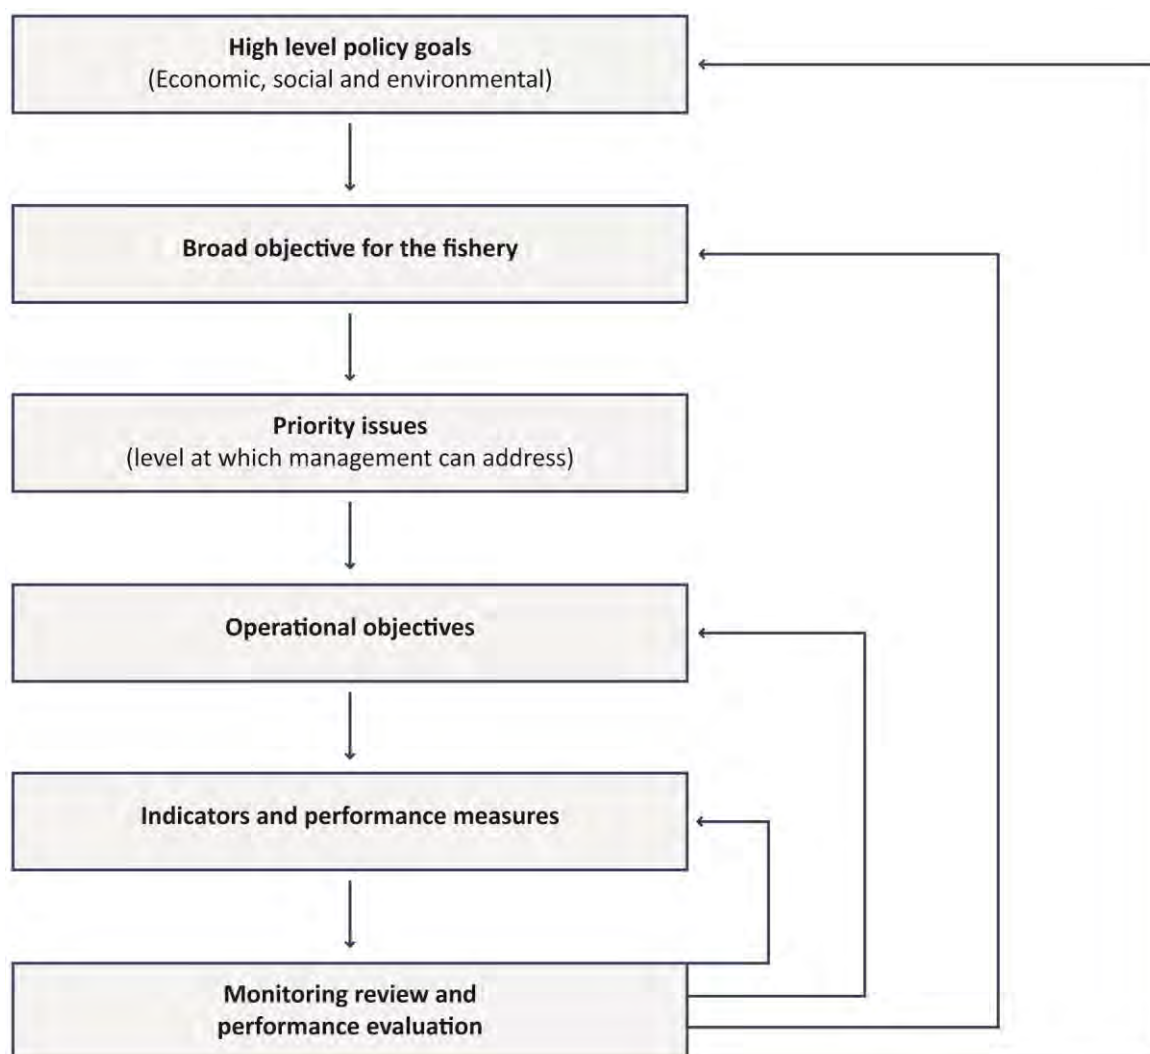 High level policy goals
(Economic, social and environmental)
Broad objective for the fishery
Priority issues
(level at which management can address)
Operational objectives
Indicators and performance measures
Monitoring review and
performance evaluation